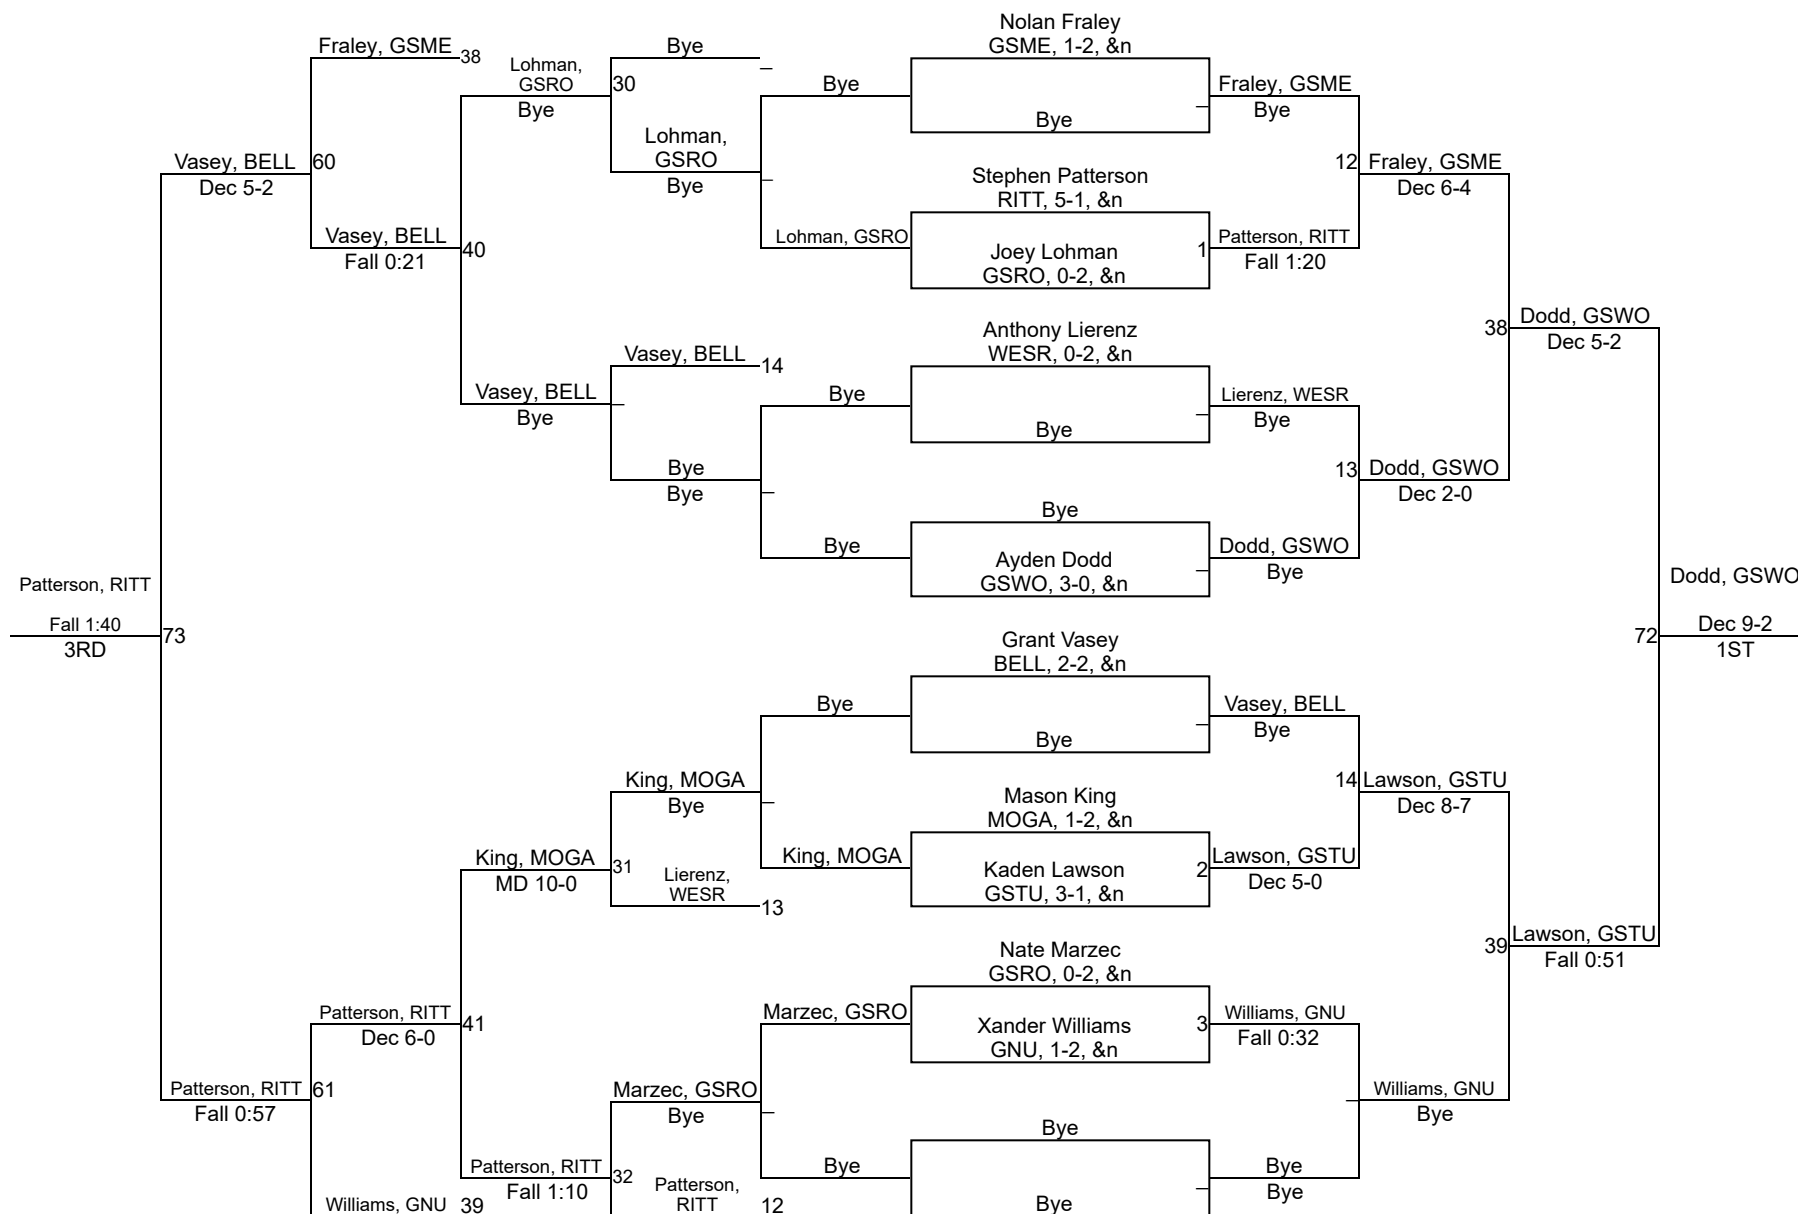 Nolan Fraley
GSME, 1-2, &n
Fraley, GSME
38
Lohman,
GSRO
Bye
30
Bye
_
Lohman,
GSRO
Bye
_
Bye
Bye
_
Fraley, GSME
Bye
Vasey, BELL
60
Dec 5-2
12
Fraley, GSME
Dec 6-4
Stephen Patterson
RITT, 5-1, &n
Vasey, BELL
40
Fall 0:21
Lohman, GSRO
Joey Lohman
GSRO, 0-2, &n
1
Patterson, RITT
Fall 1:20
38
Dodd, GSWO
Dec 5-2
Anthony Lierenz
WESR, 0-2, &n
Vasey, BELL
14
Vasey, BELL
_
Bye
Bye
Bye
_
Lierenz, WESR
Bye
Bye
Bye
_
13
Dodd, GSWO
Dec 2-0
Bye
Bye
Ayden Dodd
GSWO, 3-0, &n
_
Dodd, GSWO
Bye
Patterson, RITT
Fall 1:40
3RD
73
Dodd, GSWO
72
Dec 9-2
1ST
Grant Vasey
BELL, 2-2, &n
Bye
Bye
_
Vasey, BELL
Bye
King, MOGA
Bye
_
14
Lawson, GSTU
Dec 8-7
Mason King
MOGA, 1-2, &n
King, MOGA
MD 10-0
31
Lierenz,
WESR
13
King, MOGA
Kaden Lawson
GSTU, 3-1, &n
2
Lawson, GSTU
Dec 5-0
39
Lawson, GSTU
Fall 0:51
Nate Marzec
GSRO, 0-2, &n
Patterson, RITT
41
Dec 6-0
Marzec, GSRO
Xander Williams
GNU, 1-2, &n
3
Williams, GNU
Fall 0:32
Patterson, RITT
61
Fall 0:57
Marzec, GSRO
Bye
_
_
Williams, GNU
Bye
Bye
Patterson, RITT
32
Fall 1:10
Patterson,
RITT
12
Bye
Bye
_
Bye
Bye
Williams, GNU
39